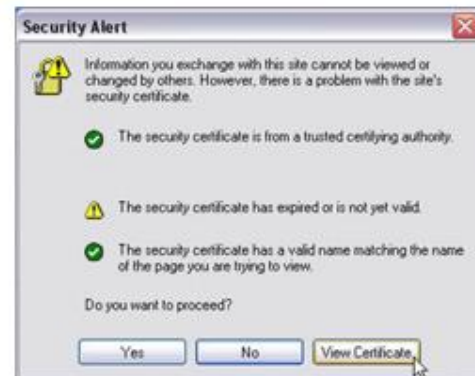 Security Alert
Information you exchange with this site cannot be viewed or
changed by others. However, there is a problem with the site's
security certificate.
The security certificate is from a trusted certifying authority.
The security certificate has expired or is not yet valid.
The security certificate has a valid name matching the name
of the page you are trying to view.
Do you want to proceed?
Yes No View Certificate